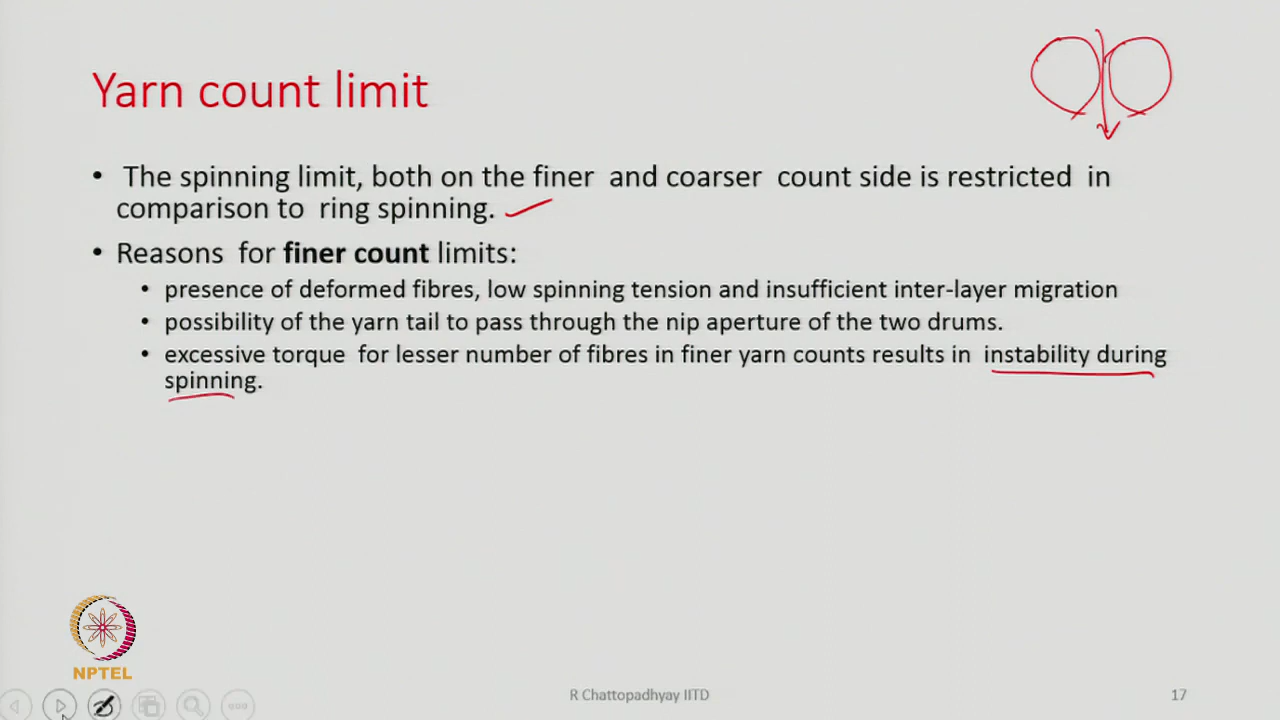 Yarn count limit
• The spinning limit, both on the finer and coarser count side is restricted in
comparison to ring spinning.
• Reasons for finer count limits:
• presence of deformed fibres, low spinning tension and insufficient inter-layer migration
• possibility of the yarn tail to pass through the nip aperture of the two drums.
• excessive torque for lesser number of fibres in finer yarn counts results in instability during
spinning.
NPTEL
R Chattopadhyay IITD
17